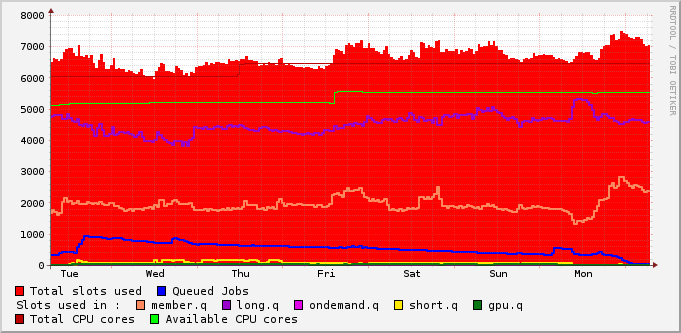 8000
7000
6000
5000
4000
3000
2000
1000
0
Tue Wed Thu Fri Sat Sun Mon
Total slots used Queued Jobs
Slots used in : member.q long.q ondemand.q short.q gpu.q
Total CPU cores Available CPU cores
RRDTOOL / TOBI OETIKER